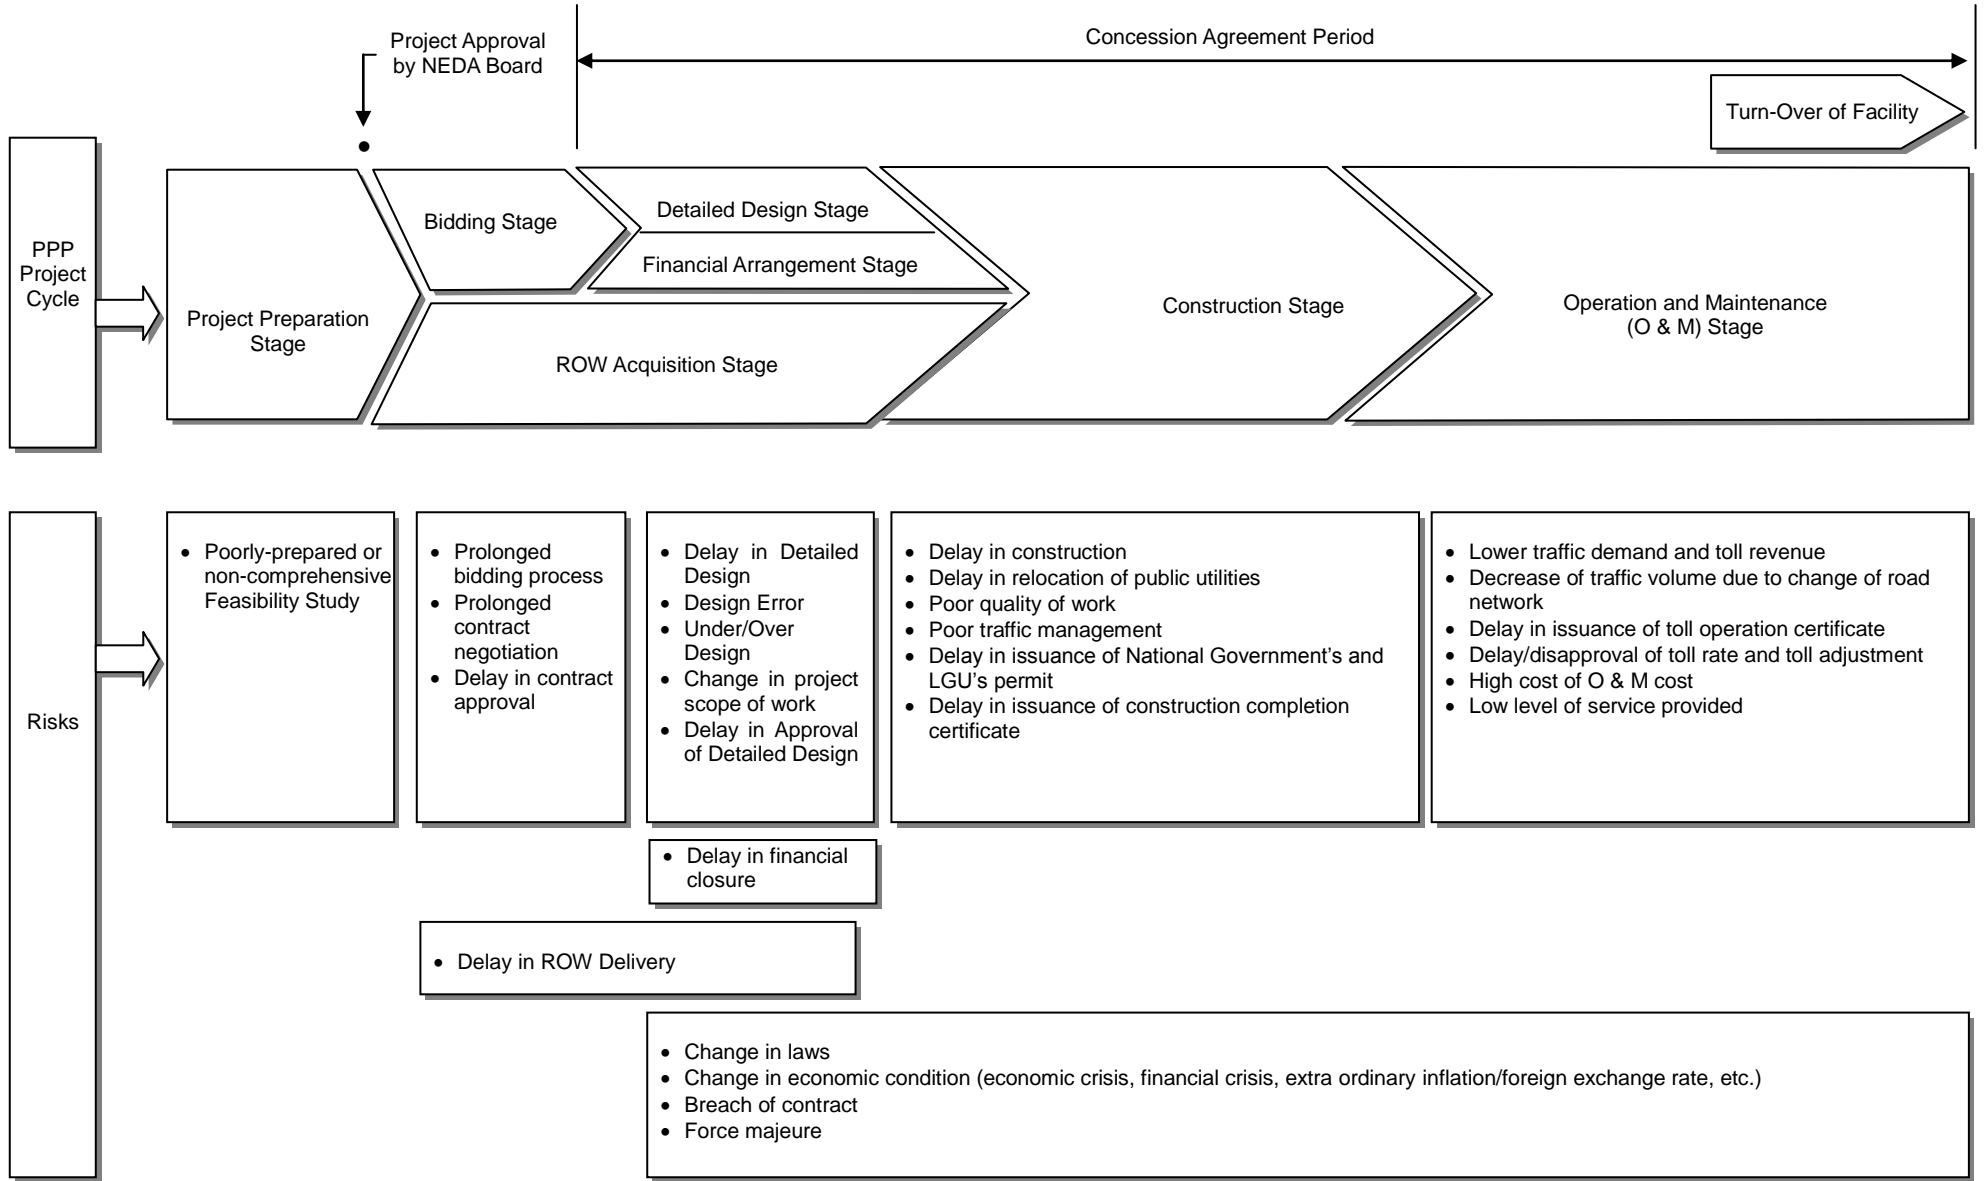 Project Approval
by NEDA Board
Concession Agreement Period
Turn-Over of Facility
PPP
Project
Cycle
Project Preparation
Stage
Bidding Stage
Detailed Design Stage
Financial Arrangement Stage
ROW Acquisition Stage
Construction Stage
Operation and Maintenance
(O & M) Stage
Risks
• Poorly-prepared or
non-comprehensive
Feasibility Study
• Prolonged
bidding process
• Prolonged
contract
negotiation
• Delay in contract
approval
• Delay in Detailed
Design
• Design Error
• Under/Over
Design
• Change in project
scope of work
• Delay in Approval
of Detailed Design
• Delay in construction
• Delay in relocation of public utilities
• Poor quality of work
• Poor traffic management
• Delay in issuance of National Government’s and
LGU’s permit
• Delay in issuance of construction completion
certificate
• Lower traffic demand and toll revenue
• Decrease of traffic volume due to change of road
network
• Delay in issuance of toll operation certificate
• Delay/disapproval of toll rate and toll adjustment
• High cost of O & M cost
• Low level of service provided
• Delay in financial
closure
• Delay in ROW Delivery
• Change in laws
• Change in economic condition (economic crisis, financial crisis, extra ordinary inflation/foreign exchange rate, etc.)
• Breach of contract
• Force majeure